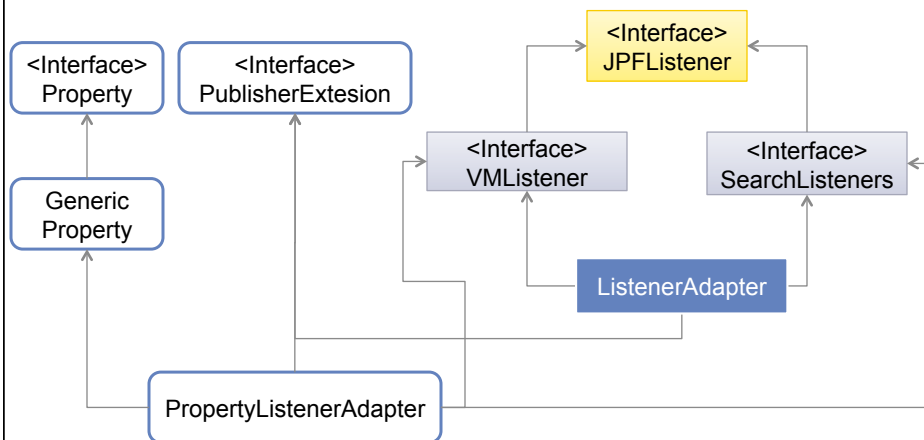 <Interface>
JPFListener
<Interface>
Property
<Interface>
PublisherExtesion
<Interface>
VMListener
<Interface>
SearchListeners
Generic
Property
ListenerAdapter
PropertyListenerAdapter